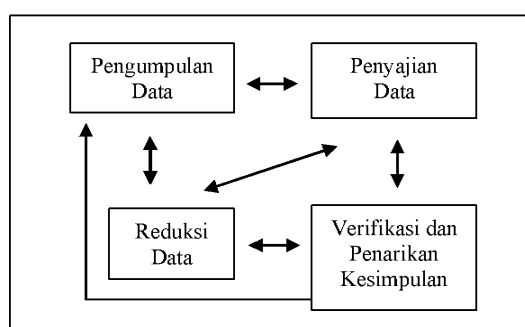 Pengumpulan
Data
Penyajian
Data
Reduksi
Data
Verifikasi dan
Penarikan
Kesimpulan